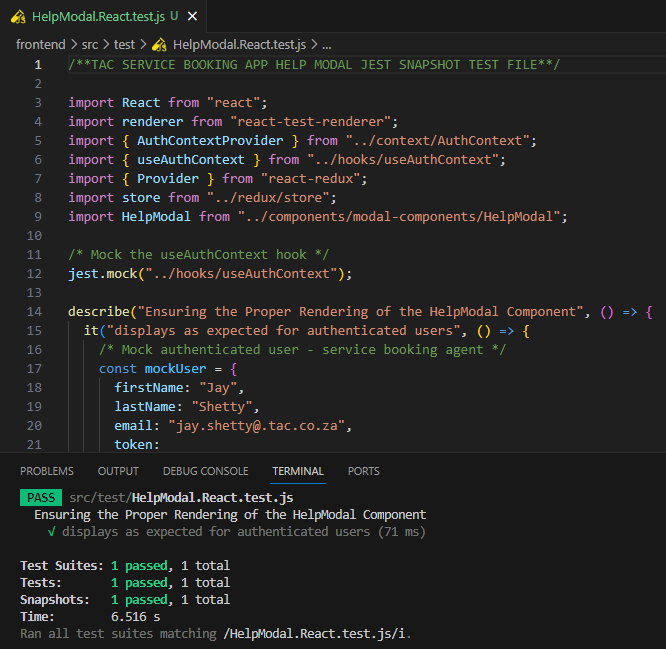 HelpModal.React.test.js U ×
frontend > src > test > HelpModal.React.test.js > ...
1 /**TAC SERVICE BOOKING APP HELP MODAL JEST SNAPSHOT TEST FILE**/
2
3 import React from "react";
4 import renderer from "react-test-renderer";
5 import { AuthContextProvider } from "../context/AuthContext";
6 import { useAuthContext } from "../hooks/useAuthContext";
7 import { Provider } from "react-redux";
8 import store from "../redux/store";
9 import HelpModal from "../components/modal-components/HelpModal";
10
11 /* Mock the useAuthContext hook */
12 jest.mock("../hooks/useAuthContext");
13
14 describe("Ensuring the Proper Rendering of the HelpModal Component", () => {
15 it("displays as expected for authenticated users", () => {
16 /* Mock authenticated user - service booking agent */
17 const mockUser = {
18 firstName: "Jay",
19 lastName: "Shetty",
20 email: "jay.shetty@.tac.co.za",
21 token:
PROBLEMS OUTPUT DEBUG CONSOLE TERMINAL PORTS
PASS src/test/HelpModal.React.test.js
Ensuring the Proper Rendering of the HelpModal Component
√ displays as expected for authenticated users (71 ms)
Test Suites: 1 passed, 1 total
Tests: 1 passed, 1 total
Snapshots: 1 passed, 1 total
Time: 6.516 s
Ran all test suites matching /HelpModal.React.test.js/i.